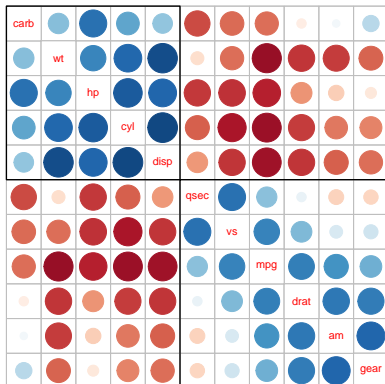 carb
wt
hp
cyl
disp
qsec
vs
mpg
drat
am
gear